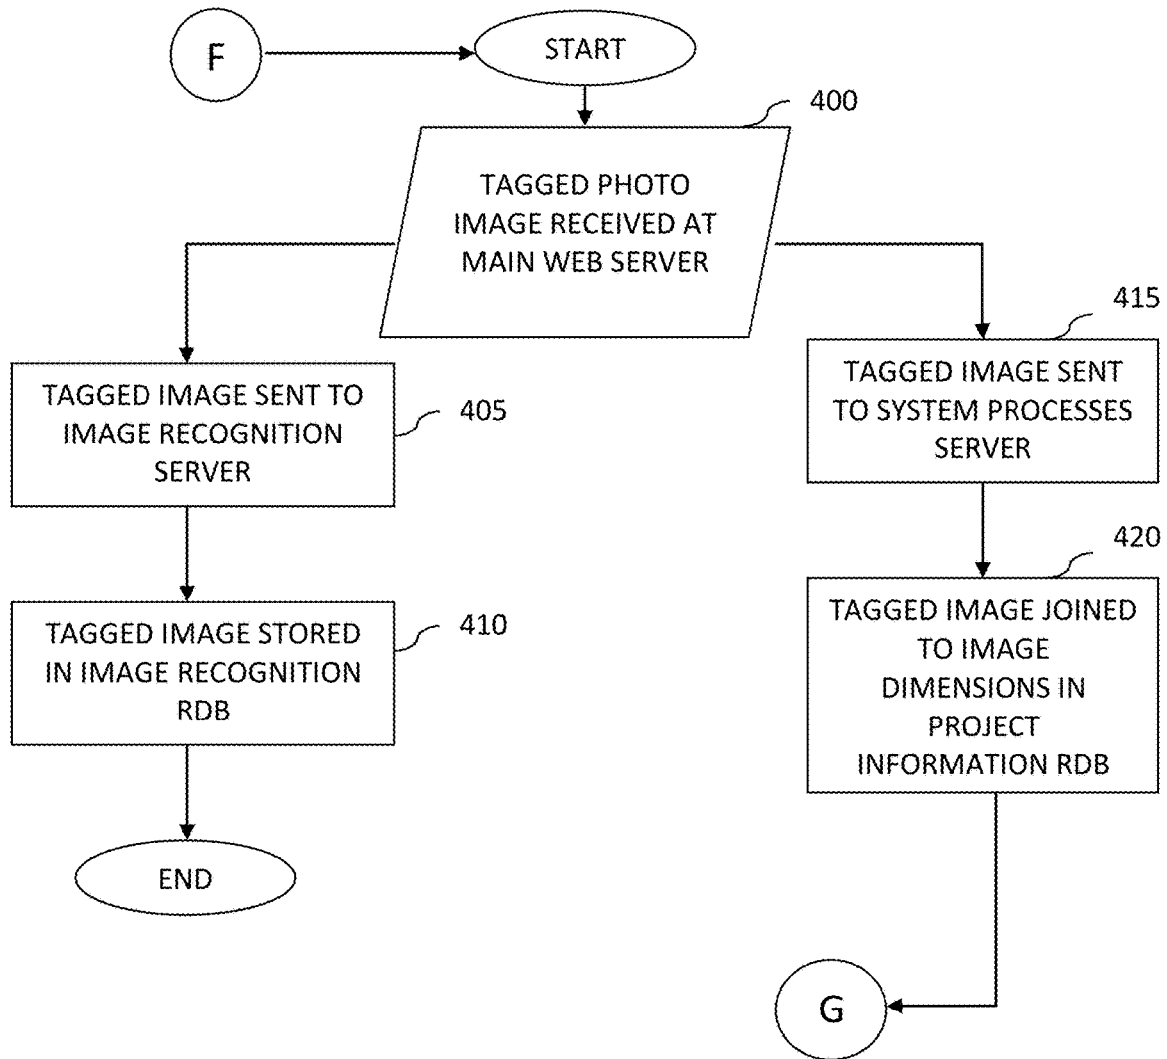 F
START
400
TAGGED PHOTO
IMAGE RECEIVED AT
MAIN WEB SERVER
TAGGED IMAGE SENT TO
IMAGE RECOGNITION
SERVER
405
TAGGED IMAGE STORED
IN IMAGE RECOGNITION
RDB
410
END
415
TAGGED IMAGE SENT
TO SYSTEM PROCESSES
SERVER
420
TAGGED IMAGE JOINED
TO IMAGE
DIMENSIONS IN
PROJECT
INFORMATION RDB
G